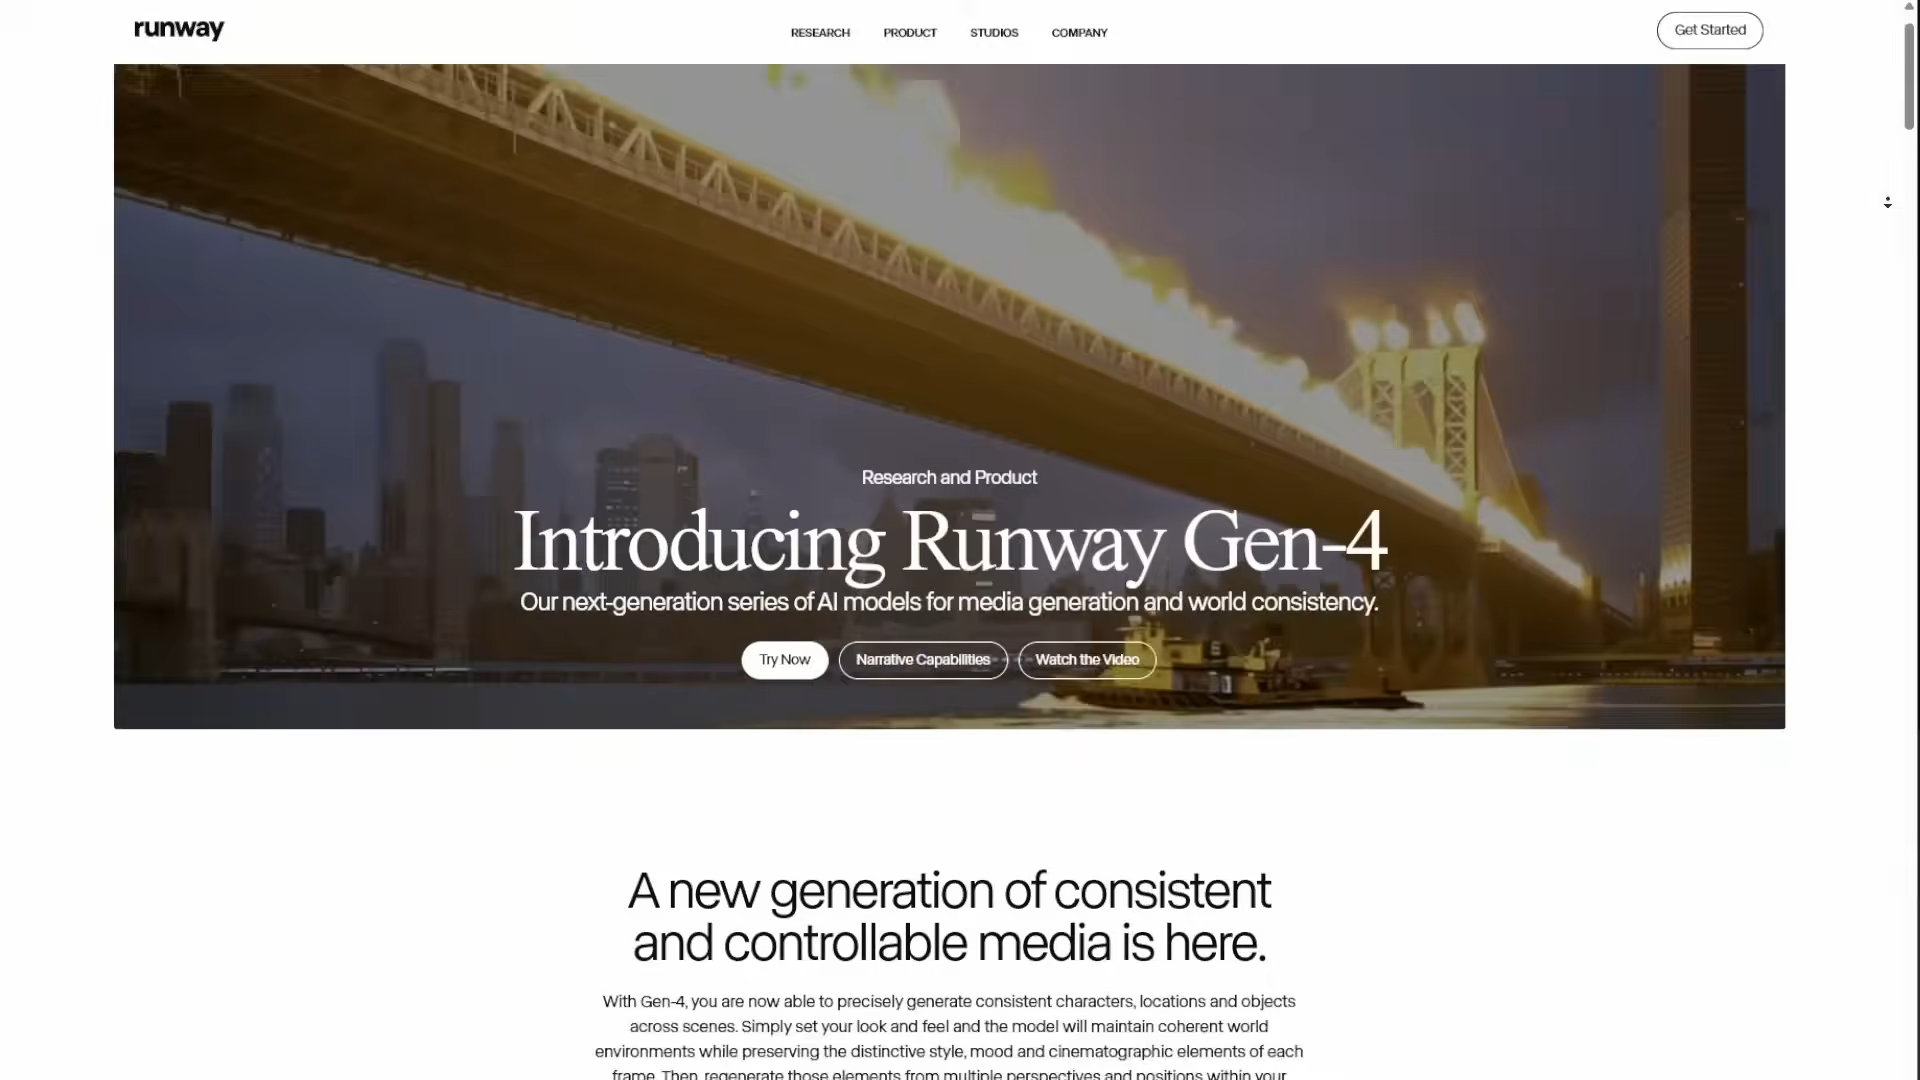 runway
RESEARCH PRODUCT STUDIOS COMPANY
Get Started
Research and Product
Introducing Runway Gen-4
Our next-generation series of AI models for media generation and world consistency.
Try Now Narrative Capabilities Watch the Video
A new generation of consistent
and controllable media is here.
With Gen-4, you are now able to precisely generate consistent characters, locations and objects
across scenes. Simply set your look and feel and the model will maintain coherent world
environments while preserving the distinctive style, mood and cinematographic elements of each
frame. Then, regenerate those elements from multiple perspectives and positions within your